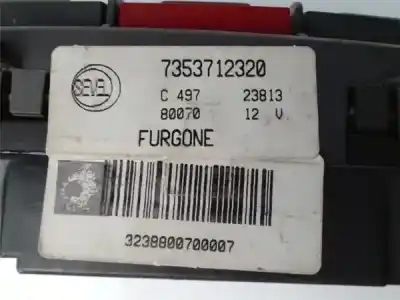 7353712320
SEVEL
C 497 23813
80070 12 V
FURGONE
3238800700007